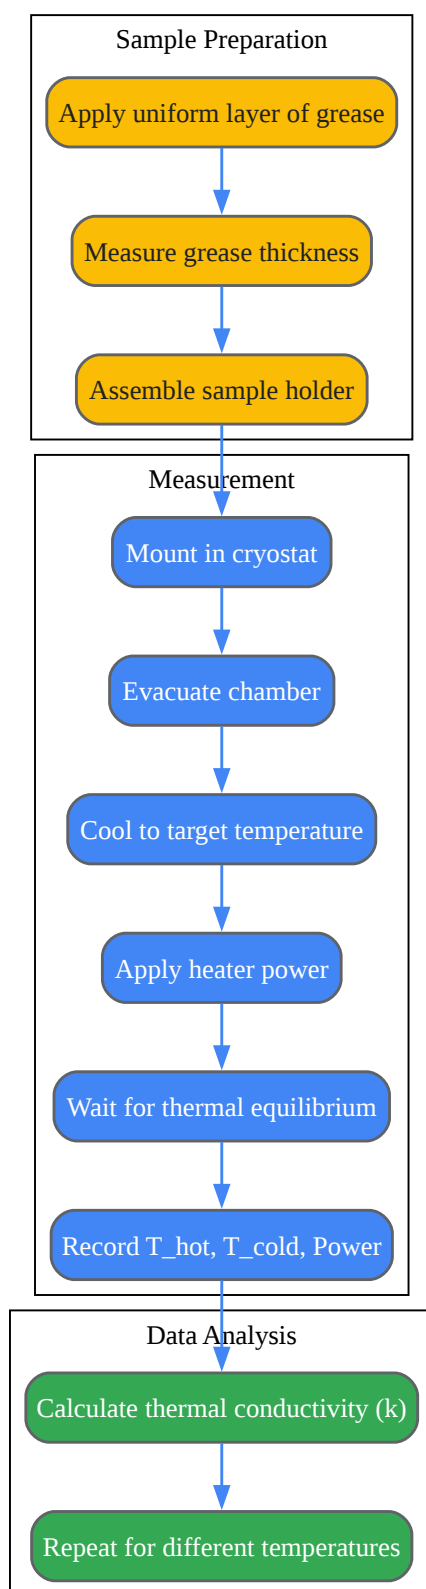 Sample Preparation
Apply uniform layer of grease
Measure grease thickness
Assemble sample holder
Measurement
Mount in cryostat
Evacuate chamber
Cool to target temperature
Apply heater power
Wait for thermal equilibrium
Record T_hot, T_cold, Power
Data Analysis
Calculate thermal conductivity (k)
Repeat for different temperatures